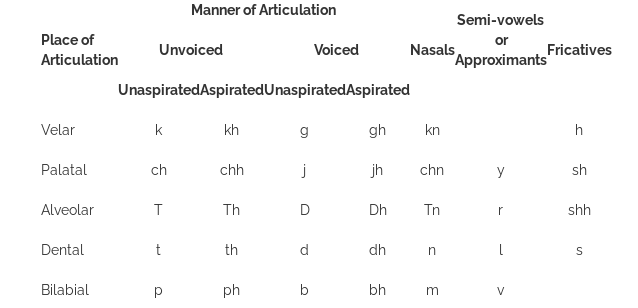 Manner of Articulation
Semi-vowels
Place of or
Unvoiced Voiced Nasals Fricatives
Articulation Approximants
Unaspirated Aspirated Unaspirated Aspirated
Velar k kh g gh kn h
Palatal ch chh j jh chn y sh
Alveolar T Th D Dh Tn r shh
Dental t th d dh n l s
Bilabial p ph b bh m v